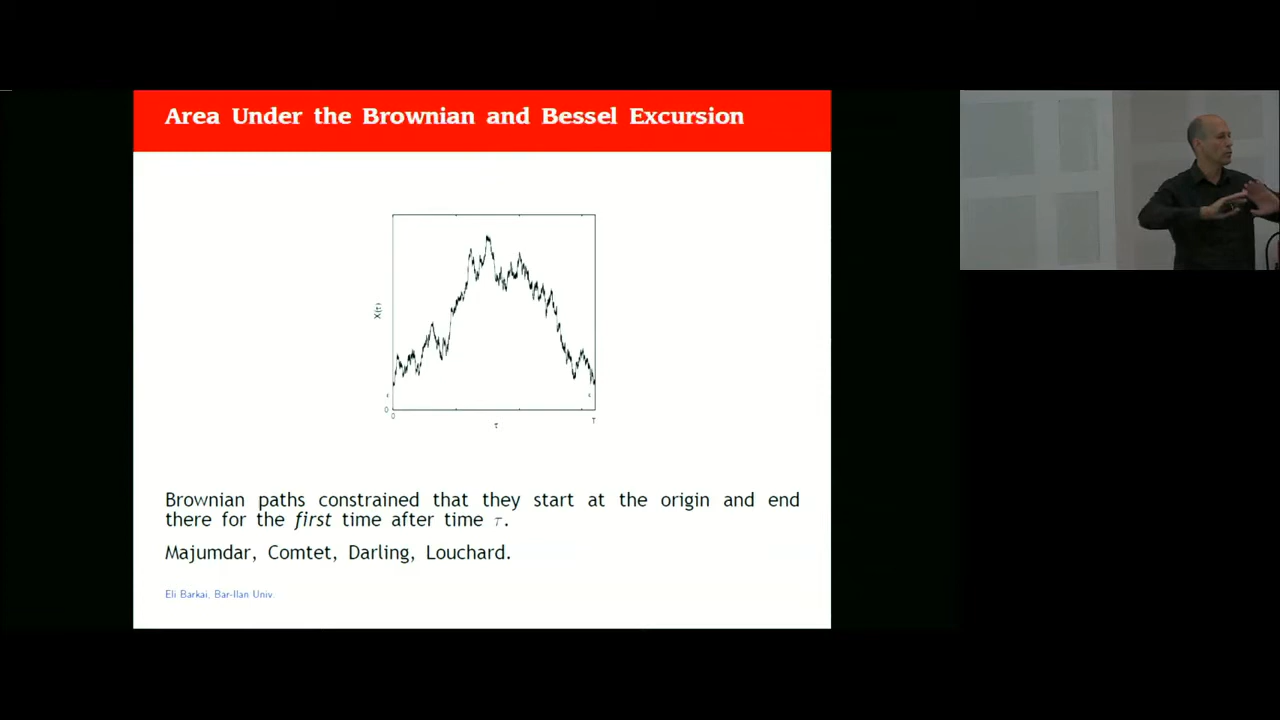 Area Under the Brownian and Bessel Excursion
X(τ)
0
0
T
τ
Brownian paths constrained that they start at the origin and end
there for the first time after time τ.
Majumdar, Comtet, Darling, Louchard.
Eli Barkai, Bar-Ilan Univ.